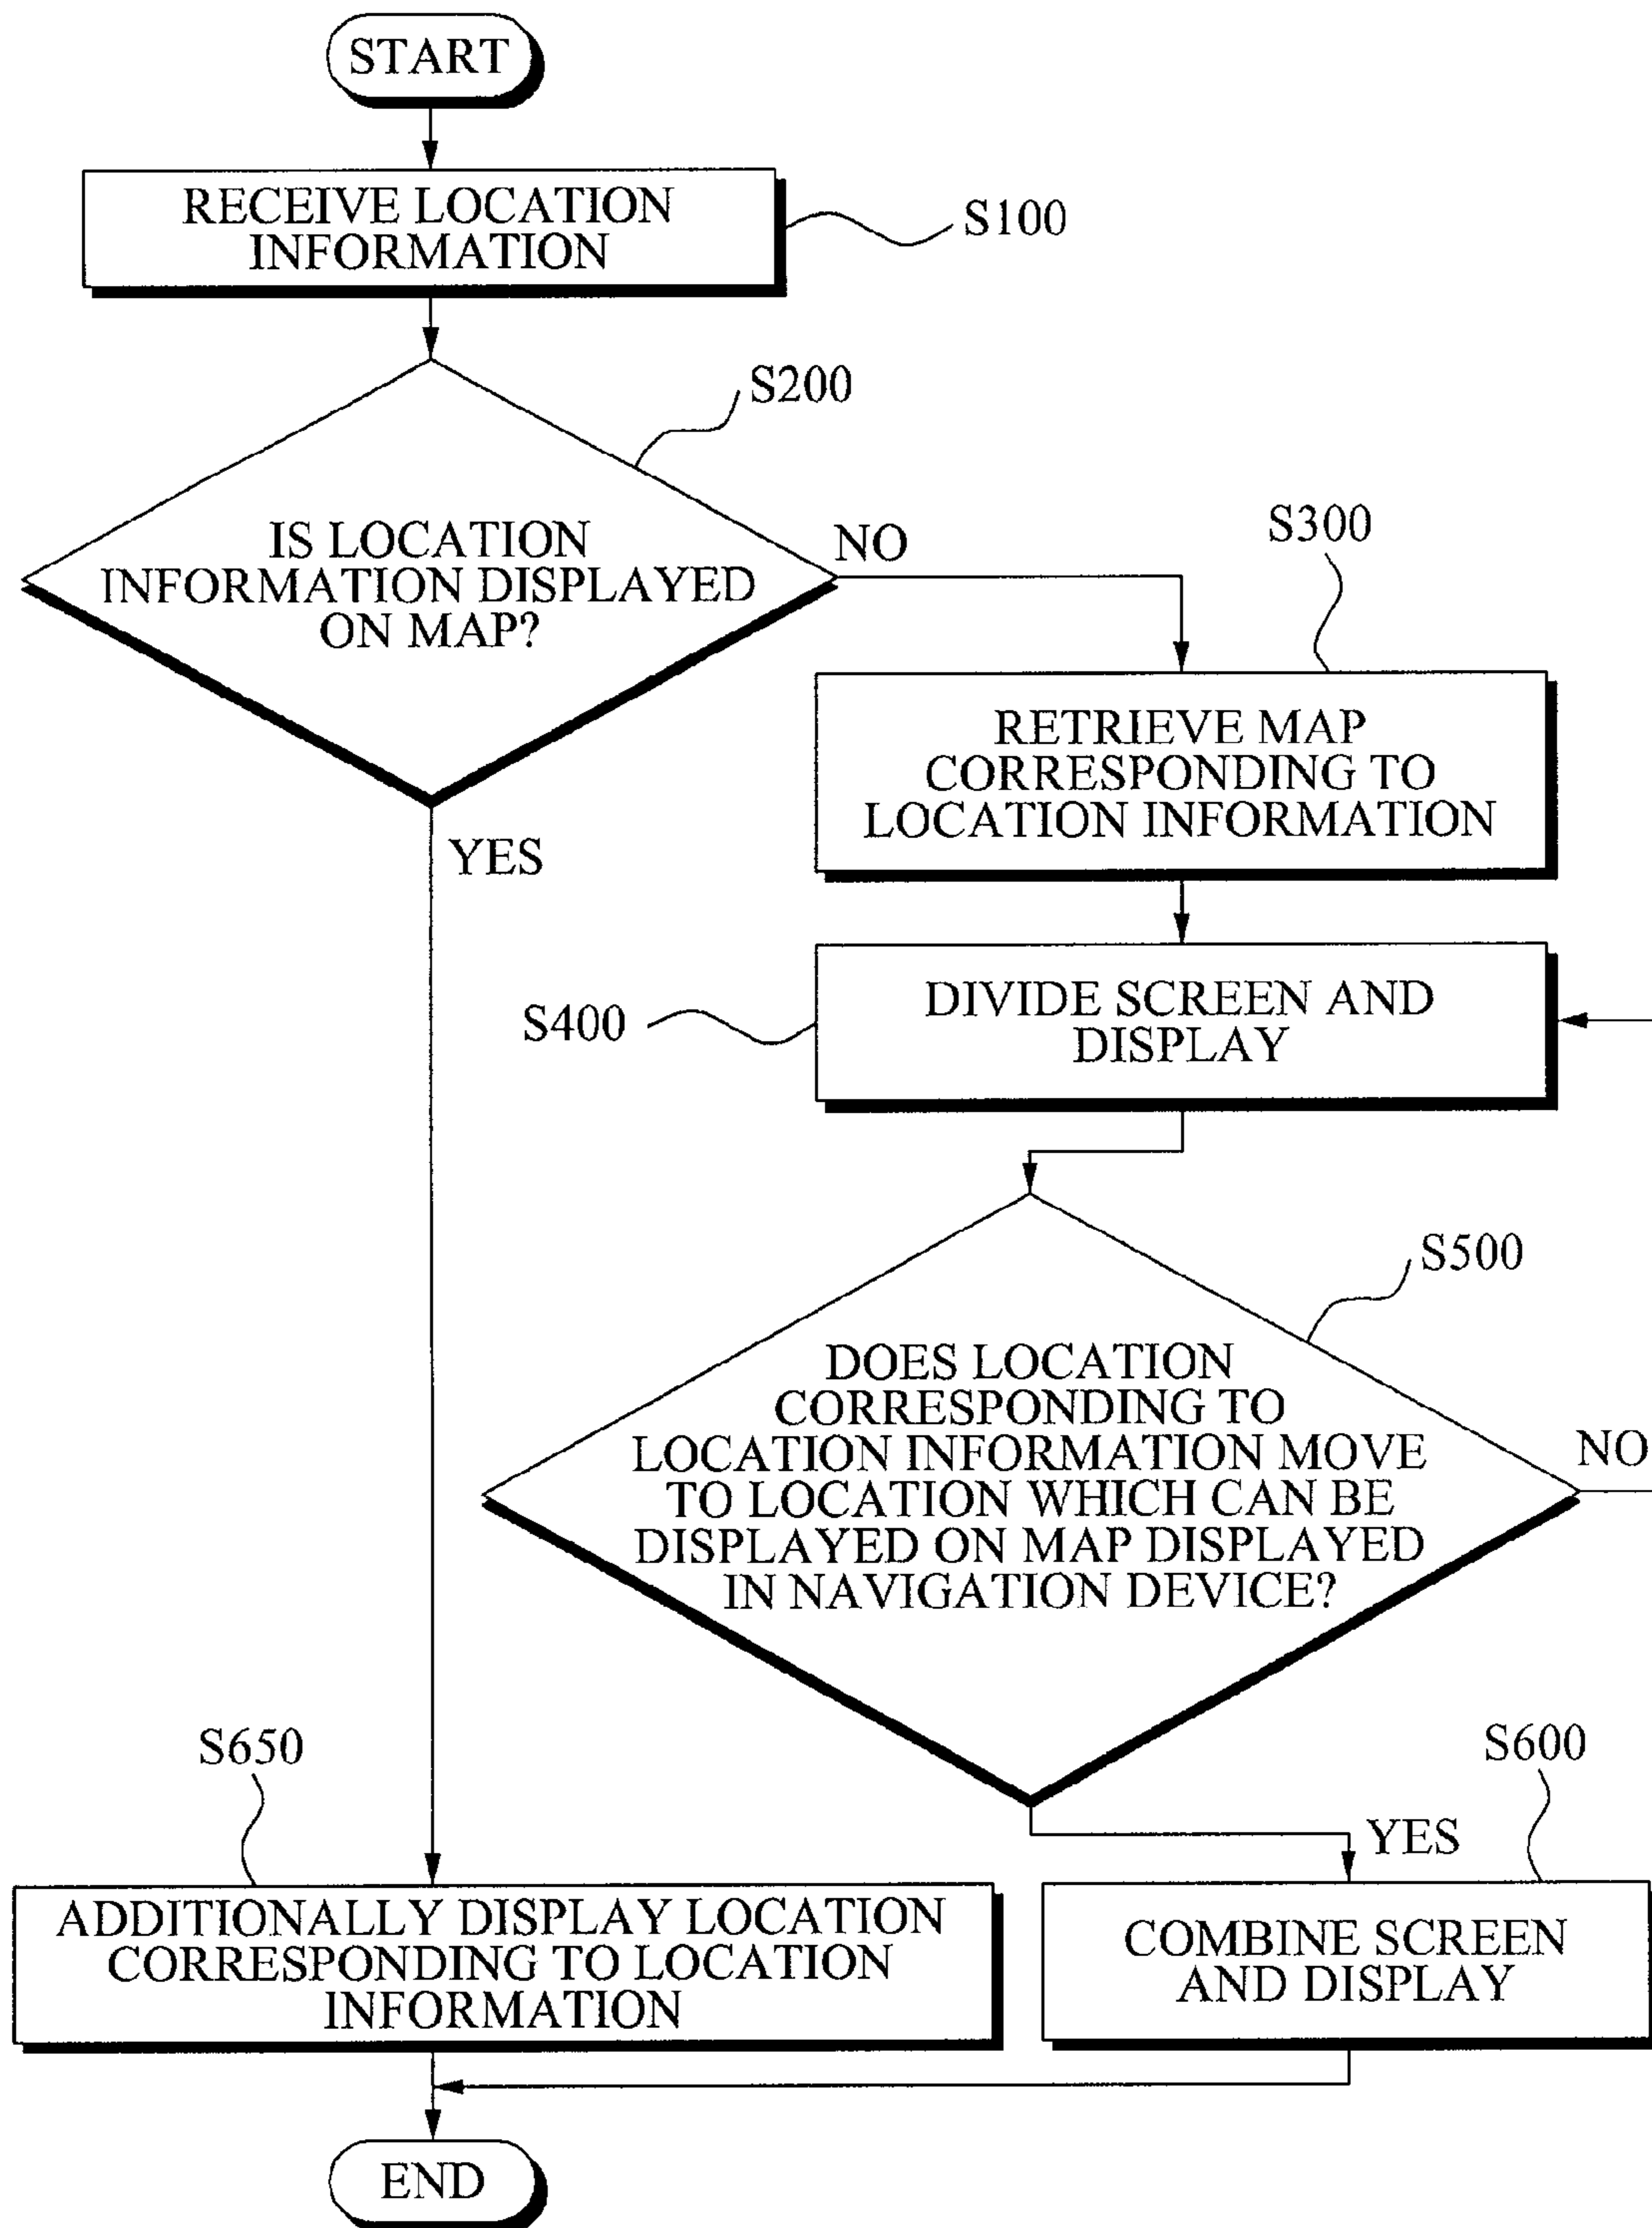 START
RECEIVE LOCATION
INFORMATION
S100
S200
IS LOCATION
INFORMATION DISPLAYED
ON MAP?
NO
YES
S300
RETRIEVE MAP
CORRESPONDING TO
LOCATION INFORMATION
S400
DIVIDE SCREEN AND
DISPLAY
S500
DOES LOCATION
CORRESPONDING TO
LOCATION INFORMATION MOVE
TO LOCATION WHICH CAN BE
DISPLAYED ON MAP DISPLAYED
IN NAVIGATION DEVICE?
NO
YES
S650
ADDITIONALLY DISPLAY LOCATION
CORRESPONDING TO LOCATION
INFORMATION
S600
COMBINE SCREEN
AND DISPLAY
END